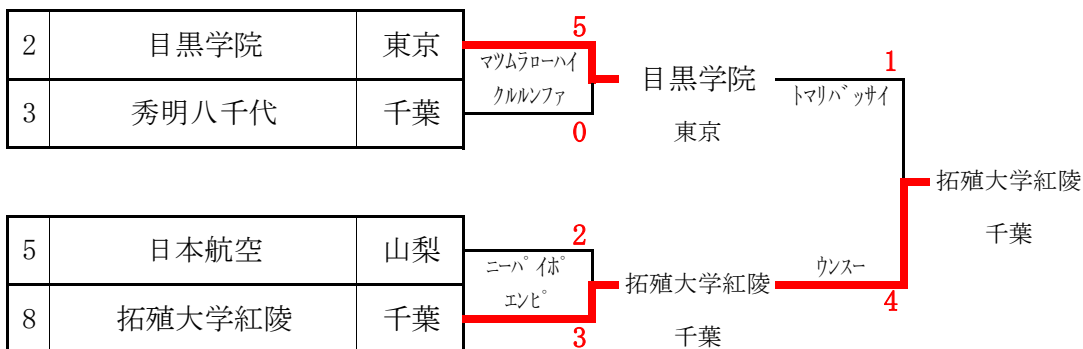 5
2 目黒学院 東京
マツムラローハイ
1
目黒学院
クルルンファ
トマリバッサイ
3 秀明八千代 千葉
0
東京
拓殖大学紅陵
千葉
5 日本航空 山梨
2
ニーパイポ
ウンスー
拓殖大学紅陵
エンピ
4
8 拓殖大学紅陵 千葉
3
千葉